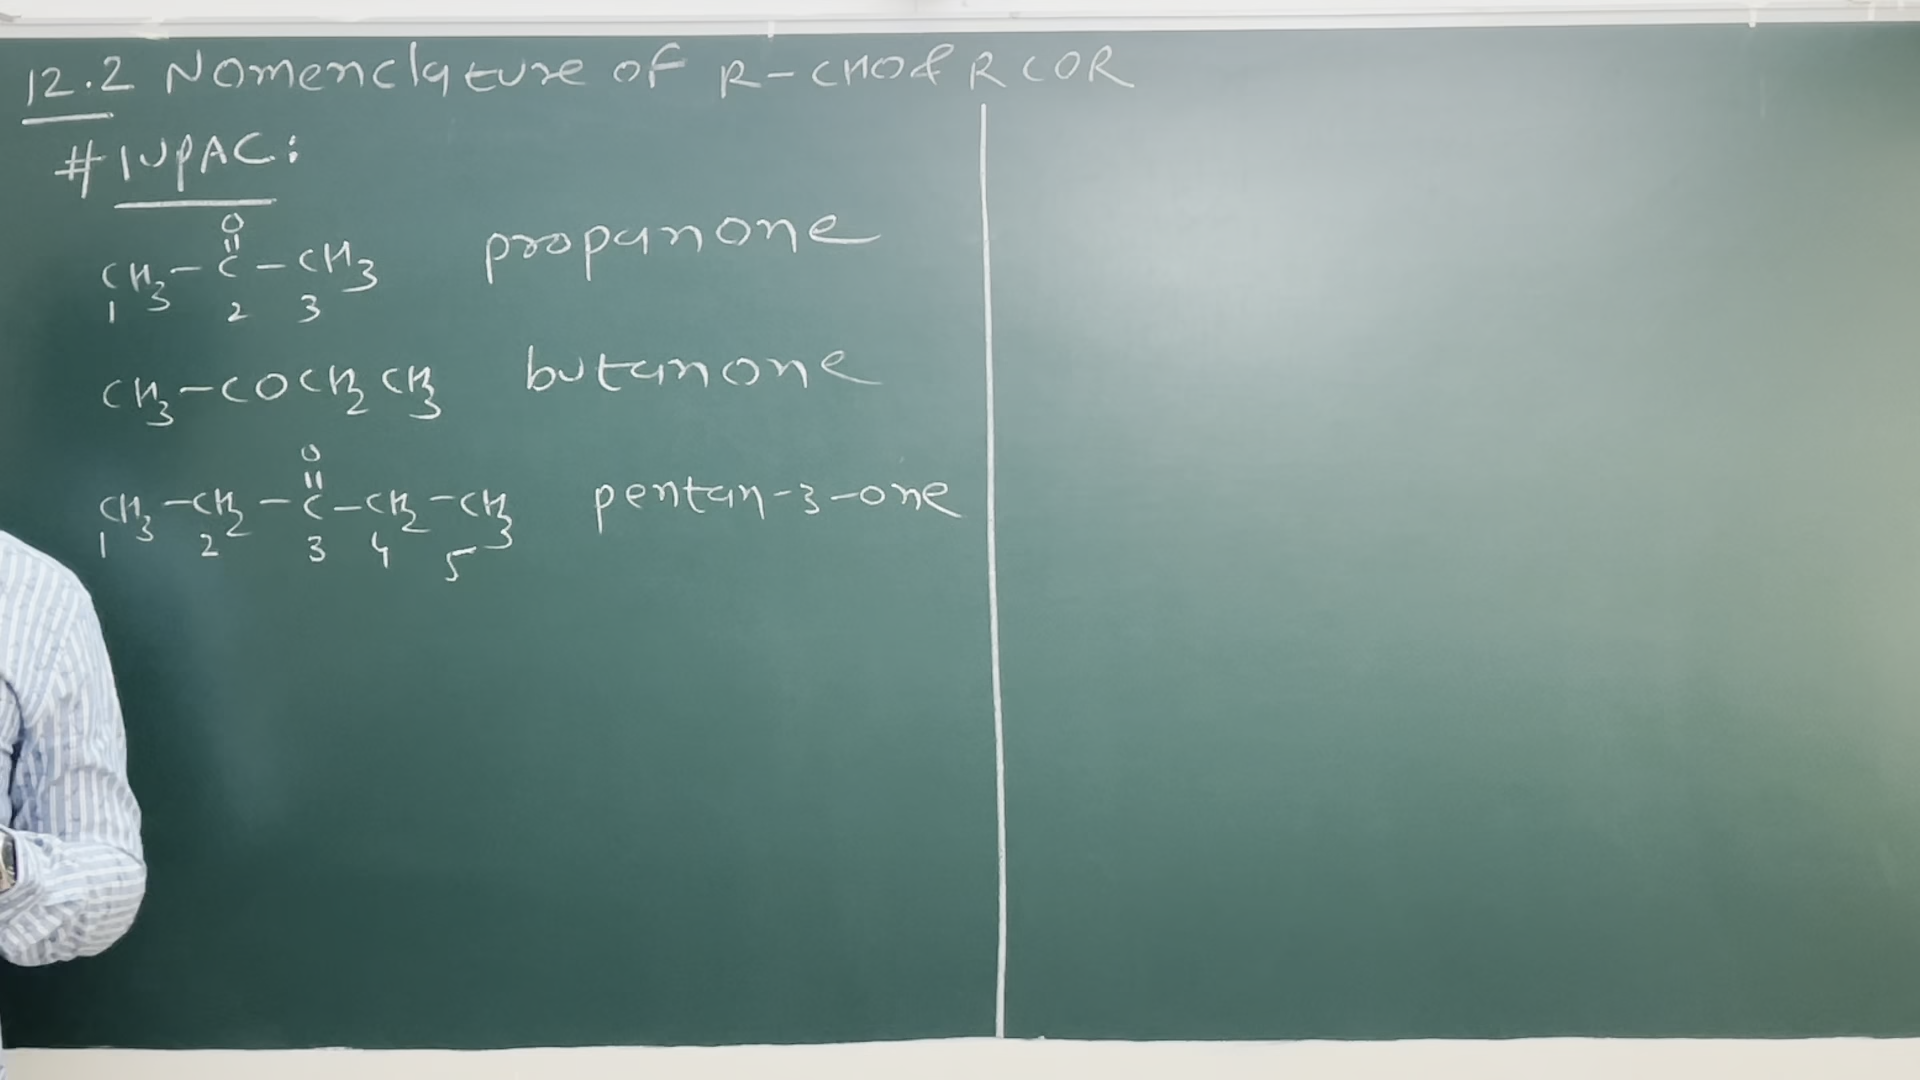 12.2 Nomenclature of R-CHO & RCOR
# IUPAC:
O
||
CH3-C-CH3 propanone
1 2 3
CH3-COCH2CH3 butanone
O
||
CH3-CH2-C-CH2-CH3 pentan-3-one
1 2 3 4 5